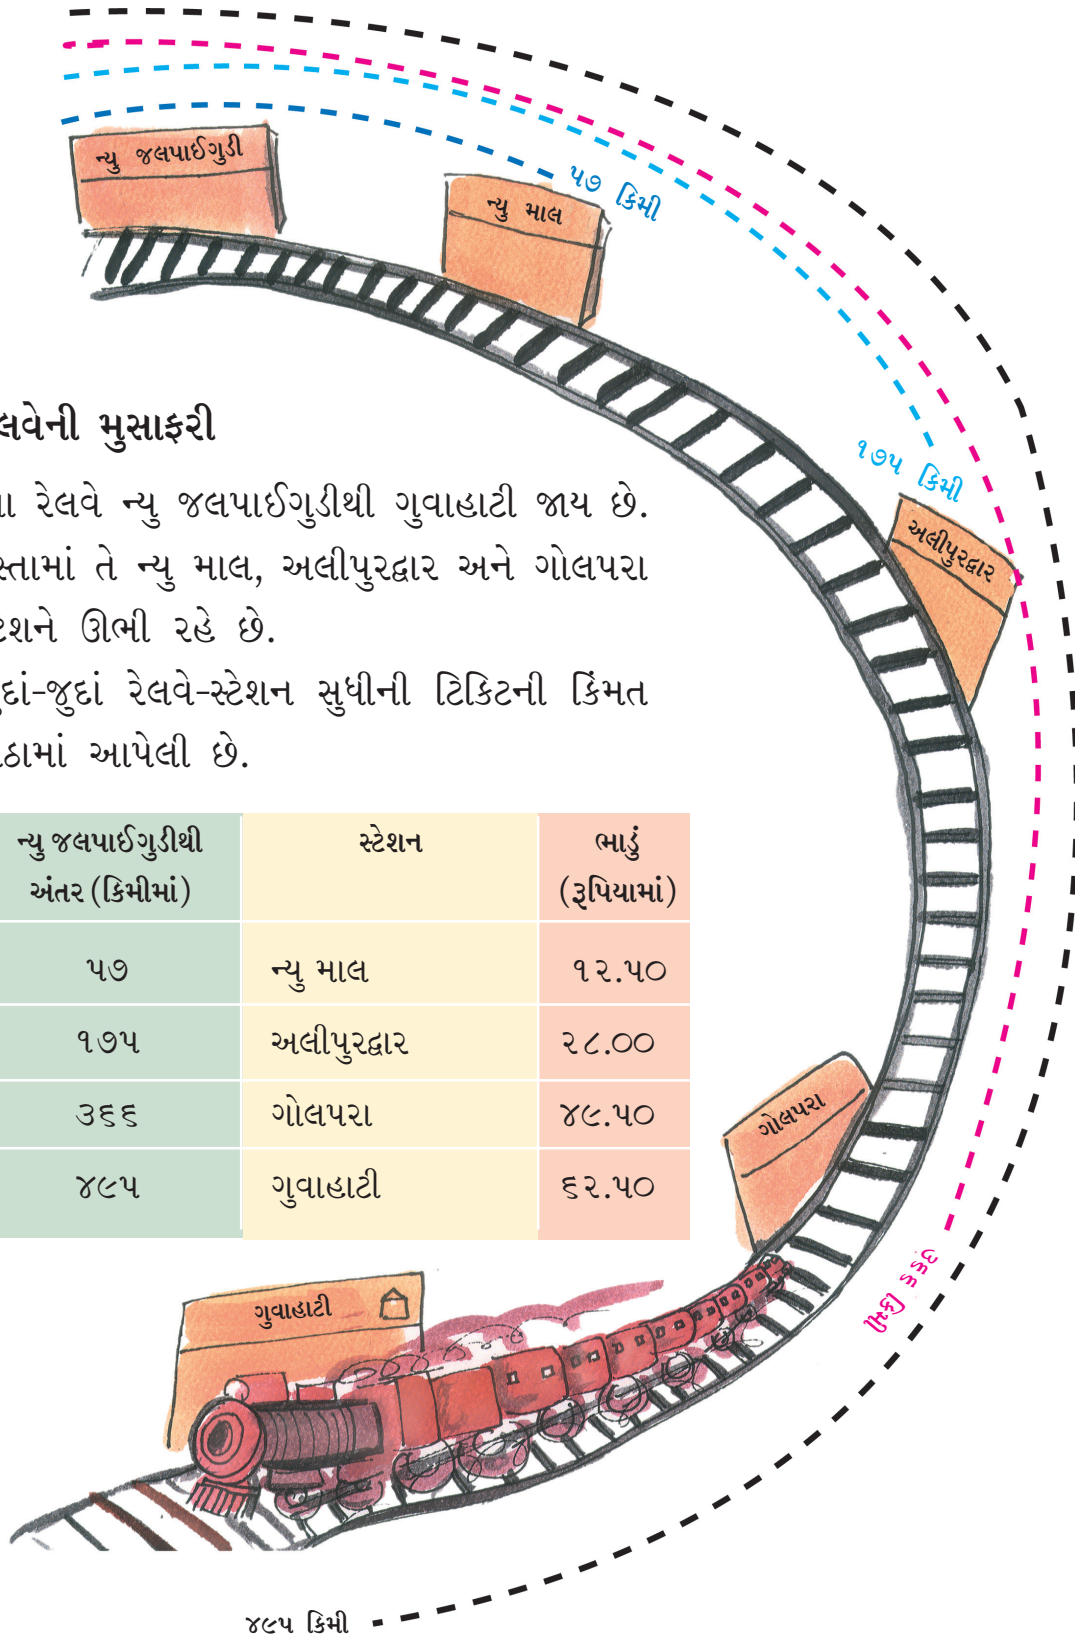 ન્યુ જલપાઈગુડી
ન્યુ માલ
૫૭ કિમી
૧૭૫ કિમી
અલીપુરદ્વાર
લવેની મુસાફરી
ા રેલવે ન્યુ જલપાઈગુડીથી ગુવાહાટી જાય છે.
સ્તામાં તે ન્યુ માલ, અલીપુરદ્વાર અને ગોલપરા
ટેશને ઊભી રહે છે.
ુદાં-જુદાં રેલવે-સ્ટેશન સુધીની ટિકિટની કિંમત
ઠામાં આપેલી છે.
ન્યુ જલપાઈગુડીથી અંતર (કિમીમાં) સ્ટેશન ભાડું (રૂપિયામાં)
૫૭ ન્યુ માલ ૧૨.૫૦
૧૭૫ અલીપુરદ્વાર ૨૮.૦૦
૩૬૬ ગોલપરા ૪૯.૫૦
૪૯૫ ગુવાહાટી ૬૨.૫૦
ગોલપરા
૩૬૬ કિમી
ગુવાહાટી
૪૯૫ કિમી